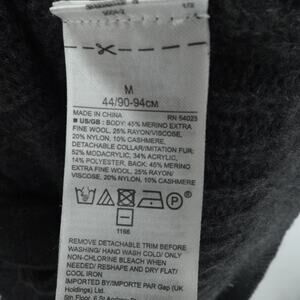 M
44/90-94CM
MADE IN CHINA RN 54023
■ US/GB : BODY: 45% MERINO EXTRA
FINE WOOL, 25% RAYON/VISCOSE,
20% NYLON, 10% CASHMERE,
DETACHABLE COLLAR/IMITATION FUR:
52% MODACRYLIC, 34% ACRYLIC,
14% POLYESTER, BACK: 45% MERINO
EXTRA FINE WOOL, 25% RAYON/
VISCOSE, 20% NYLON, 10% CASHMERE
1166
REMOVE DETACHABLE TRIM BEFORE
WASHING/ HAND WASH COLD/ ONLY
NON-CHLORINE BLEACH WHEN
NEEDED/ RESHAPE AND DRY FLAT/
COOL IRON
IMPORTED/IMPORTE PAR Gap (UK
Holdings) Ltd.